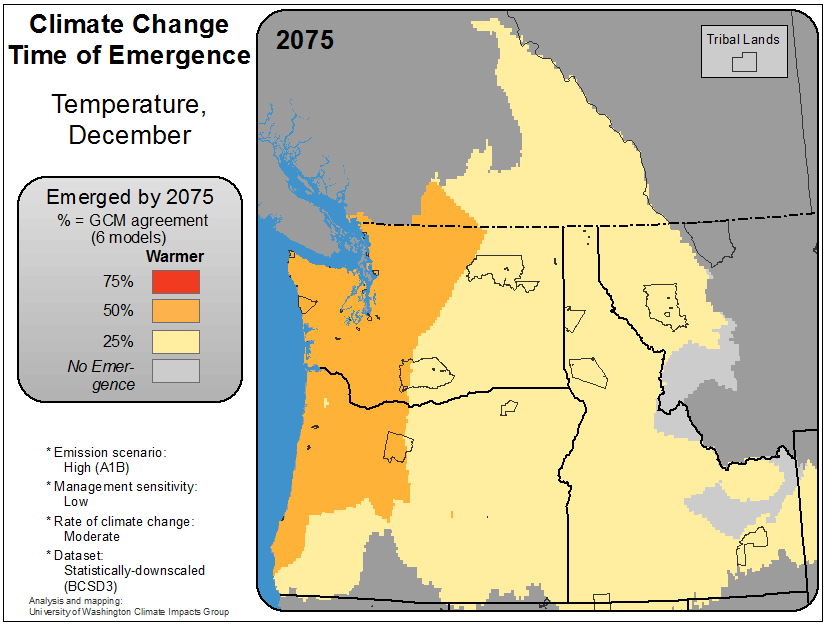 Climate Change
Time of Emergence
Temperature,
December
Emerged by 2075
% = GCM agreement
(6 models)
Warmer
75%
50%
25%
No Emer-
gence
* Emission scenario:
High (A1B)
* Management sensitivity:
Low
* Rate of climate change:
Moderate
* Dataset:
Statistically-downscaled
(BCSD3)
Analysis and mapping:
University of Washington Climate Impacts Group
2075
Tribal Lands